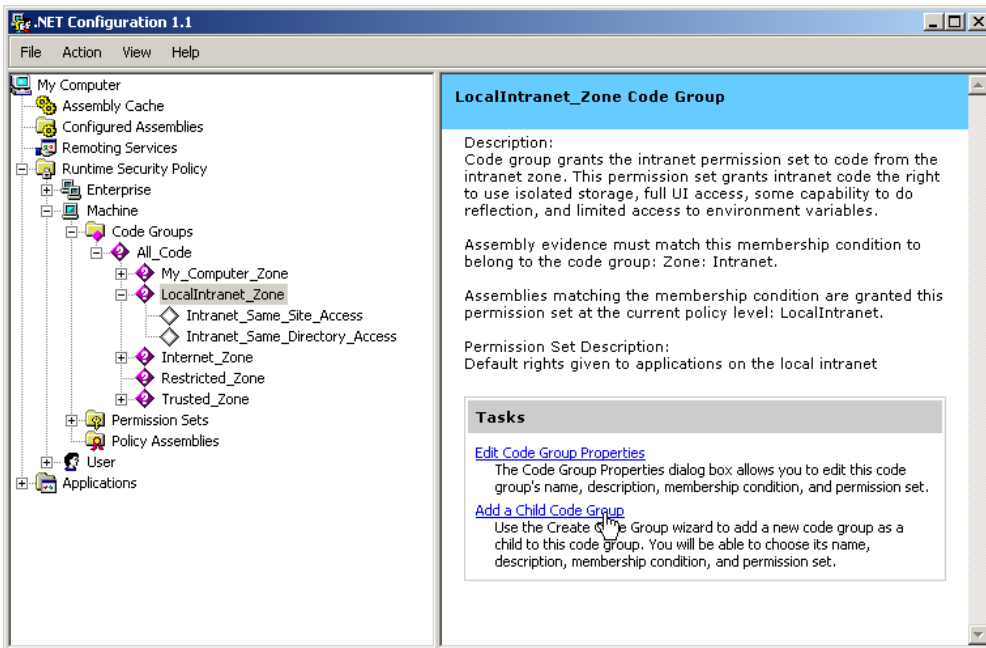 .NET Configuration 1.1
File Action View Help
My Computer
Assembly Cache
Configured Assemblies
Remoting Services
Runtime Security Policy
Enterprise
Machine
Code Groups
All_Code
My_Computer_Zone
LocalIntranet_Zone
Intranet_Same_Site_Access
Intranet_Same_Directory_Access
Internet_Zone
Restricted_Zone
Trusted_Zone
Permission Sets
Policy Assemblies
User
Applications
LocalIntranet_Zone Code Group
Description:
Code group grants the intranet permission set to code from the
intranet zone. This permission set grants intranet code the right
to use isolated storage, full UI access, some capability to do
reflection, and limited access to environment variables.
Assembly evidence must match this membership condition to
belong to the code group: Zone: Intranet.
Assemblies matching the membership condition are granted this
permission set at the current policy level: LocalIntranet.
Permission Set Description:
Default rights given to applications on the local intranet
Tasks
Edit Code Group Properties
The Code Group Properties dialog box allows you to edit this code
group's name, description, membership condition, and permission set.
Add a Child Code Group
Use the Create Code Group wizard to add a new code group as a
child to this code group. You will be able to choose its name,
description, membership condition, and permission set.